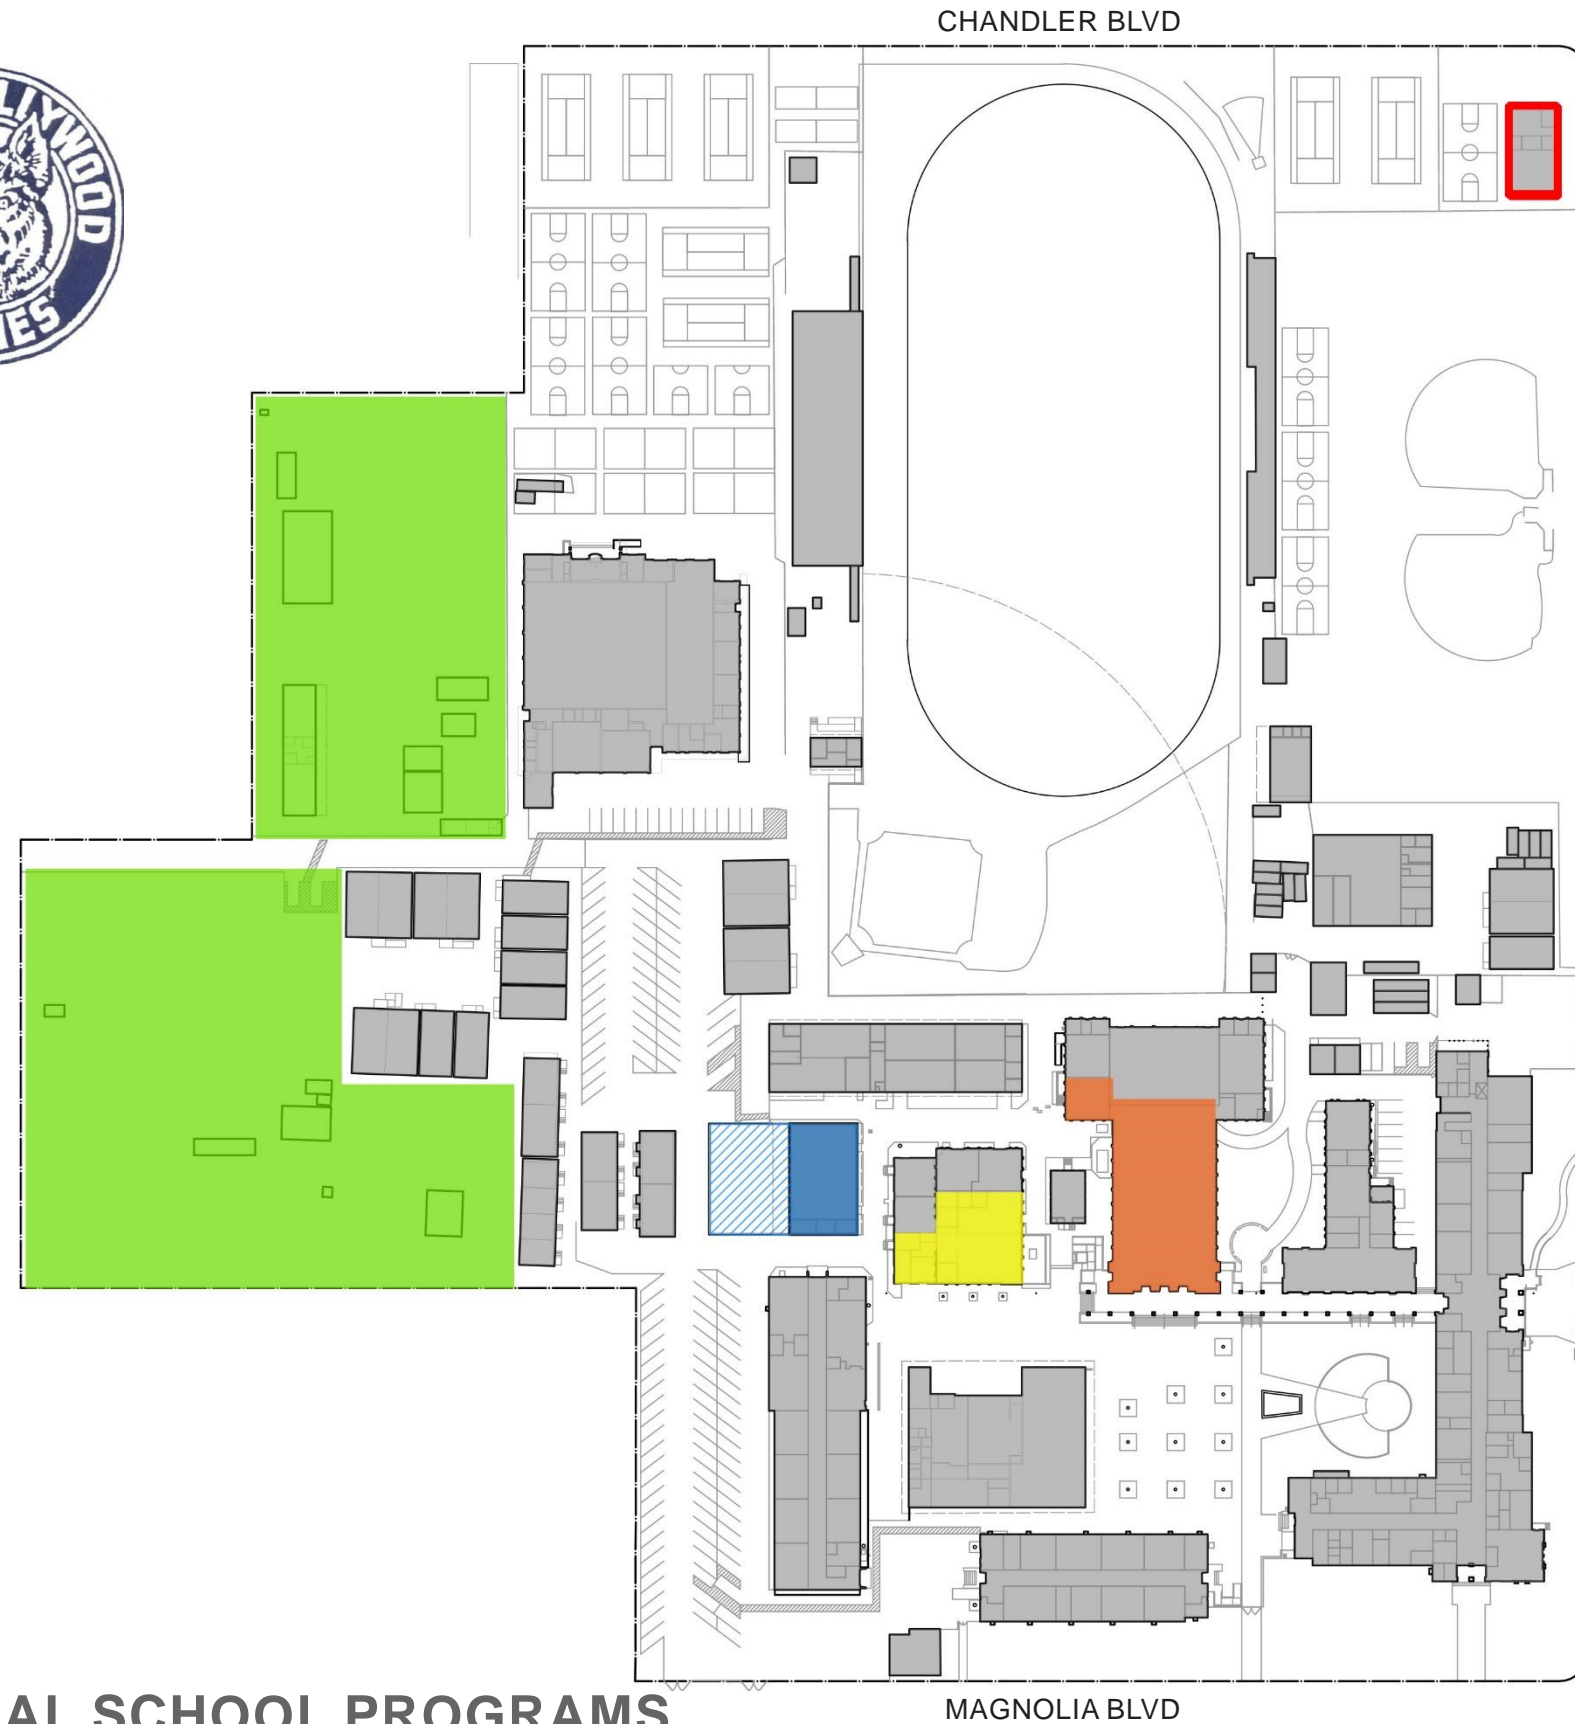 CHANDLER BLVD
LLYWOOD
IES
AL SCHOOL PROGRAMS
MAGNOLIA BLVD